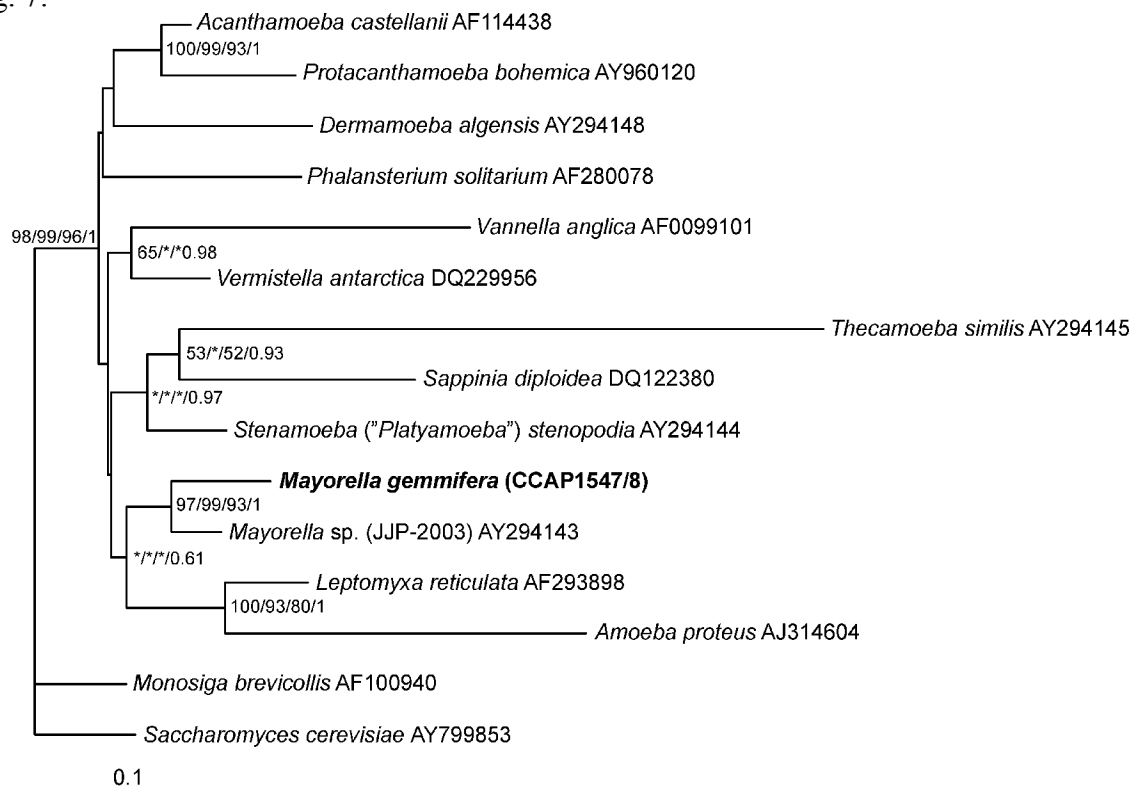 g. 7.
Acanthamoeba castellanii AF114438
100/99/93/1
Protacanthamoeba bohemica AY960120
Dermamoeba algensis AY294148
Phalansterium solitarium AF280078
Vannella anglica AF0099101
98/99/96/1
65/*/*0.98
Vermistella antarctica DQ229956
Thecamoeba similis AY294145
53/*/52/0.93
Sappinia diploidea DQ122380
*/*/*/0.97
Stenamoeba ("Platyamoeba") stenopodia AY294144
Mayorella gemmifera (CCAP1547/8)
97/99/93/1
Mayorella sp. (JJP-2003) AY294143
*/*/*/0.61
Leptomyxa reticulata AF293898
100/93/80/1
Amoeba proteus AJ314604
Monosiga brevicollis AF100940
Saccharomyces cerevisiae AY799853
0.1